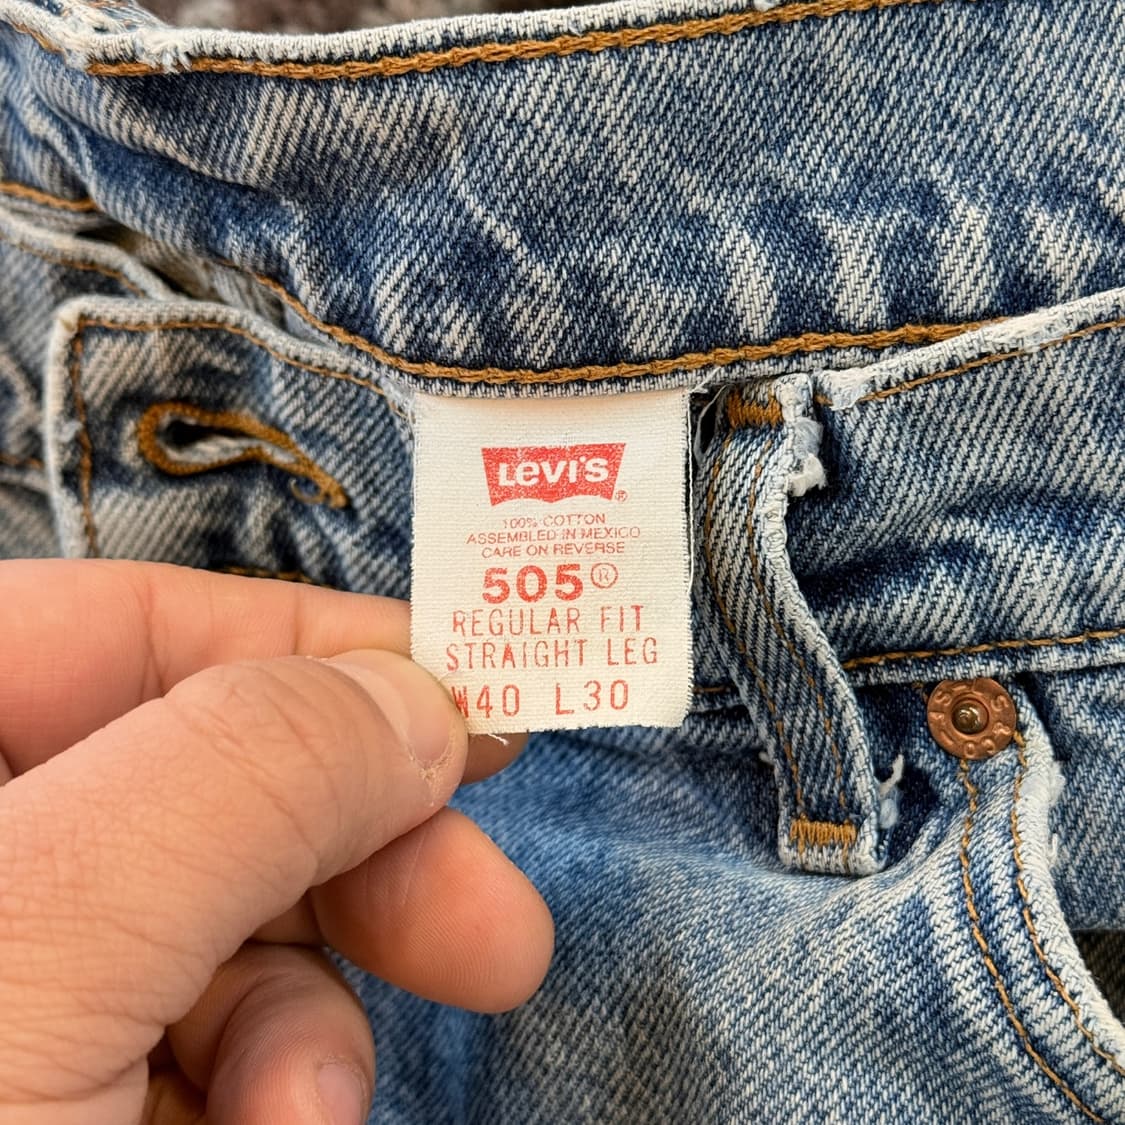 LEVI'S®
100% COTTON
ASSEMBLED IN MEXICO
CARE ON REVERSE
505®
REGULAR FIT
STRAIGHT LEG
W40 L30